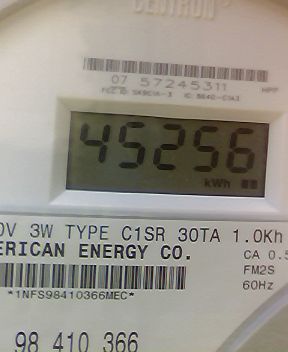 CENTRON
07 57245311
45256
kWh
0V 3W TYPE C1SR 30TA 1.0Kh
ERICAN ENERGY CO.
CA 0.5
FM2S
60Hz
*1NFS98410366MEC*
98 410 366